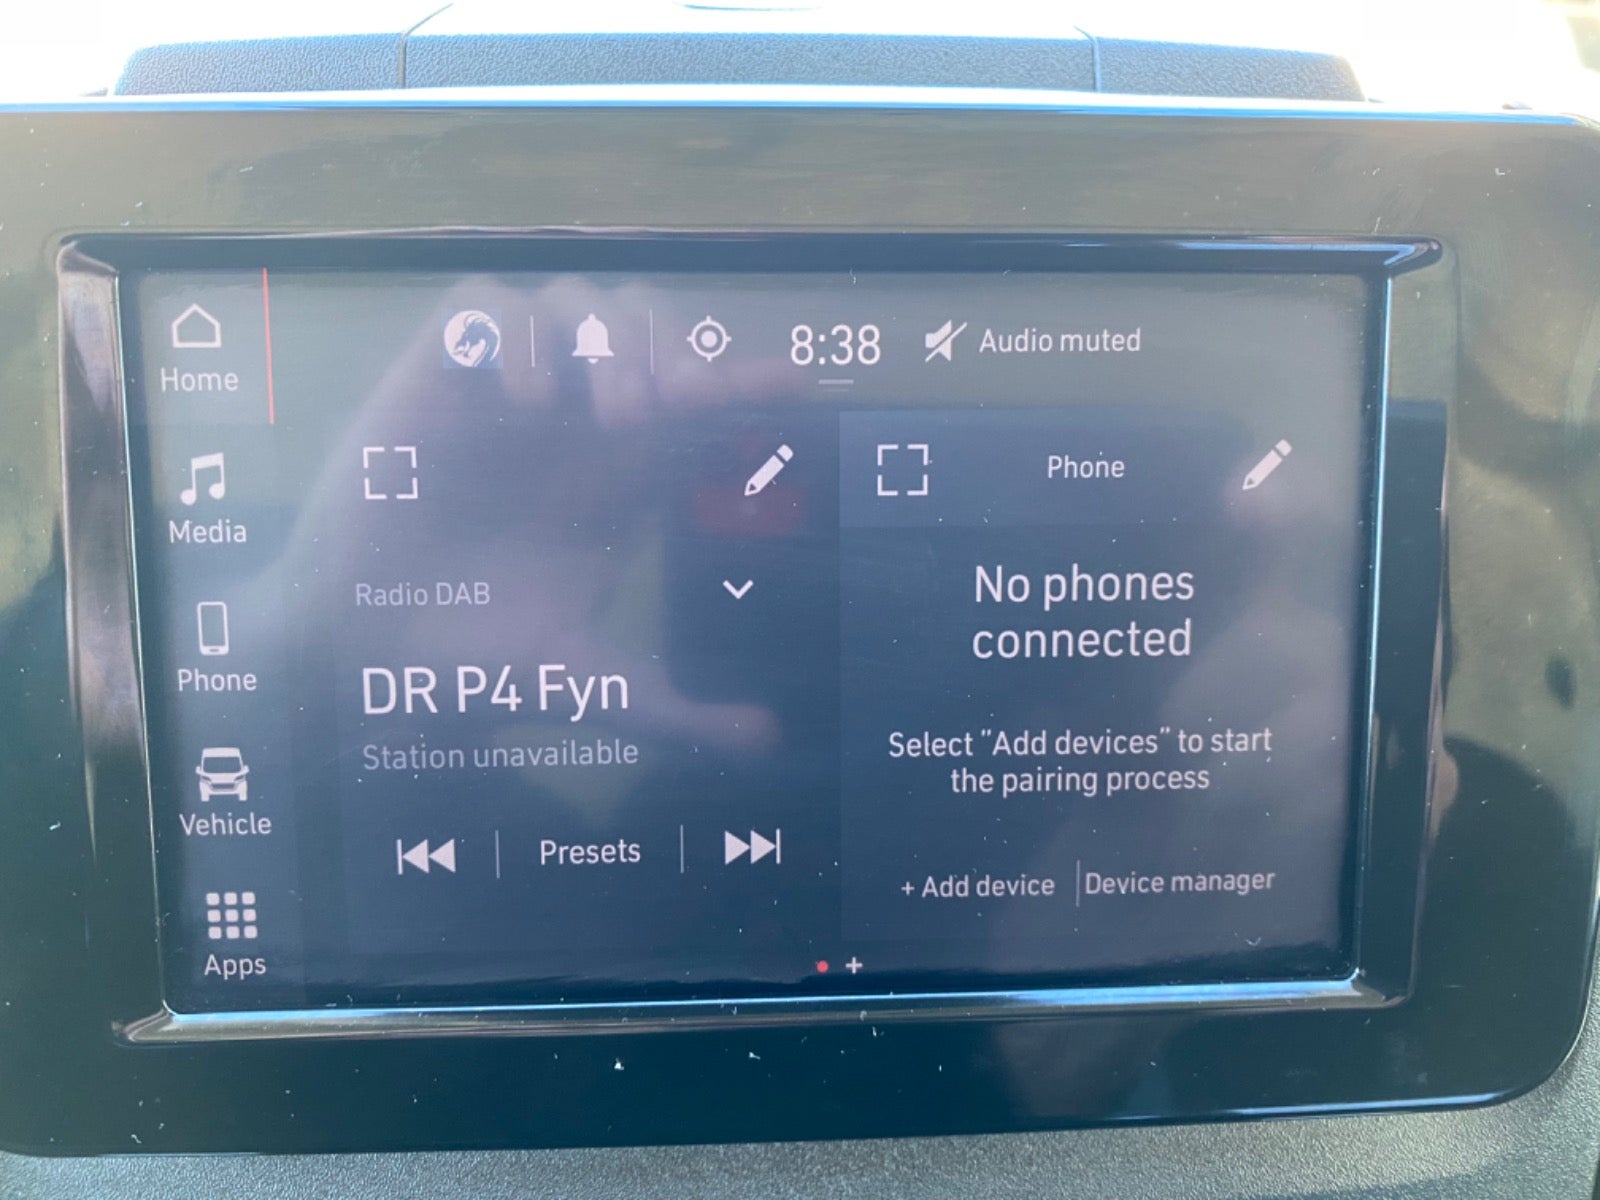 8:38
Audio muted
Home
Media
Phone
Vehicle
Apps
Radio DAB
DR P4 Fyn
Station unavailable
Presets
Phone
No phones
connected
Select "Add devices" to start
the pairing process
+ Add device
Device manager
+